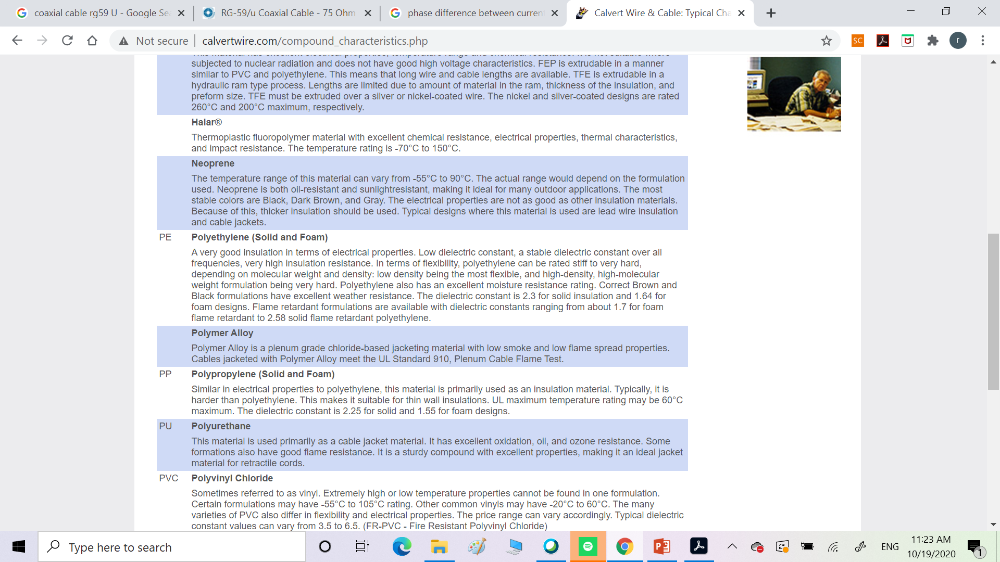 coaxial cable rg59 U - Google Se
RG-59/u Coaxial Cable - 75 Ohm
phase difference between curren
Calvert Wire & Cable: Typical Cha
Not secure
calvertwire.com/compound_characteristics.php
SC
r
This material has excellent electrical properties, temperature range and chemical resistance. It is not suitable where
subjected to nuclear radiation and does not have good high voltage characteristics. FEP is extrudable in a manner
similar to PVC and polyethylene. This means that long wire and cable lengths are available. TFE is extrudable in a
hydraulic ram type process. Lengths are limited due to amount of material in the ram, thickness of the insulation, and
preform size. TFE must be extruded over a silver or nickel-coated wire. The nickel and silver-coated designs are rated
260°C and 200°C maximum, respectively.
Halar®
Thermoplastic fluoropolymer material with excellent chemical resistance, electrical properties, thermal characteristics,
and impact resistance. The temperature rating is -70°C to 150°C.
Neoprene
The temperature range of this material can vary from -55°C to 90°C. The actual range would depend on the formulation
used. Neoprene is both oil-resistant and sunlightresistant, making it ideal for many outdoor applications. The most
stable colors are Black, Dark Brown, and Gray. The electrical properties are not as good as other insulation materials.
Because of this, thicker insulation should be used. Typical designs where this material is used are lead wire insulation
and cable jackets.
PE Polyethylene (Solid and Foam)
A very good insulation in terms of electrical properties. Low dielectric constant, a stable dielectric constant over all
frequencies, very high insulation resistance. In terms of flexibility, polyethylene can be rated stiff to very hard,
depending on molecular weight and density: low density being the most flexible, and high-density, high-molecular
weight formulation being very hard. Polyethylene also has an excellent moisture resistance rating. Correct Brown and
Black formulations have excellent weather resistance. The dielectric constant is 2.3 for solid insulation and 1.64 for
foam designs. Flame retardant formulations are available with dielectric constants ranging from about 1.7 for foam
flame retardant to 2.58 solid flame retardant polyethylene.
Polymer Alloy
Polymer Alloy is a plenum grade chloride-based jacketing material with low smoke and low flame spread properties.
Cables jacketed with Polymer Alloy meet the UL Standard 910, Plenum Cable Flame Test.
PP Polypropylene (Solid and Foam)
Similar in electrical properties to polyethylene, this material is primarily used as an insulation material. Typically, it is
harder than polyethylene. This makes it suitable for thin wall insulations. UL maximum temperature rating may be 60°C
maximum. The dielectric constant is 2.25 for solid and 1.55 for foam designs.
PU Polyurethane
This material is used primarily as a cable jacket material. It has excellent oxidation, oil, and ozone resistance. Some
formations also have good flame resistance. It is a sturdy compound with excellent properties, making it an ideal jacket
material for retractile cords.
PVC Polyvinyl Chloride
Sometimes referred to as vinyl. Extremely high or low temperature properties cannot be found in one formulation.
Certain formulations may have -55°C to 105°C rating. Other common vinyls may have -20°C to 60°C. The many
varieties of PVC also differ in flexibility and electrical properties. The price range can vary accordingly. Typical dielectric
constant values can vary from 3.5 to 6.5. (FR-PVC - Fire Resistant Polyvinyl Chloride)
Type here to search
ENG
11:23 AM
10/19/2020
1